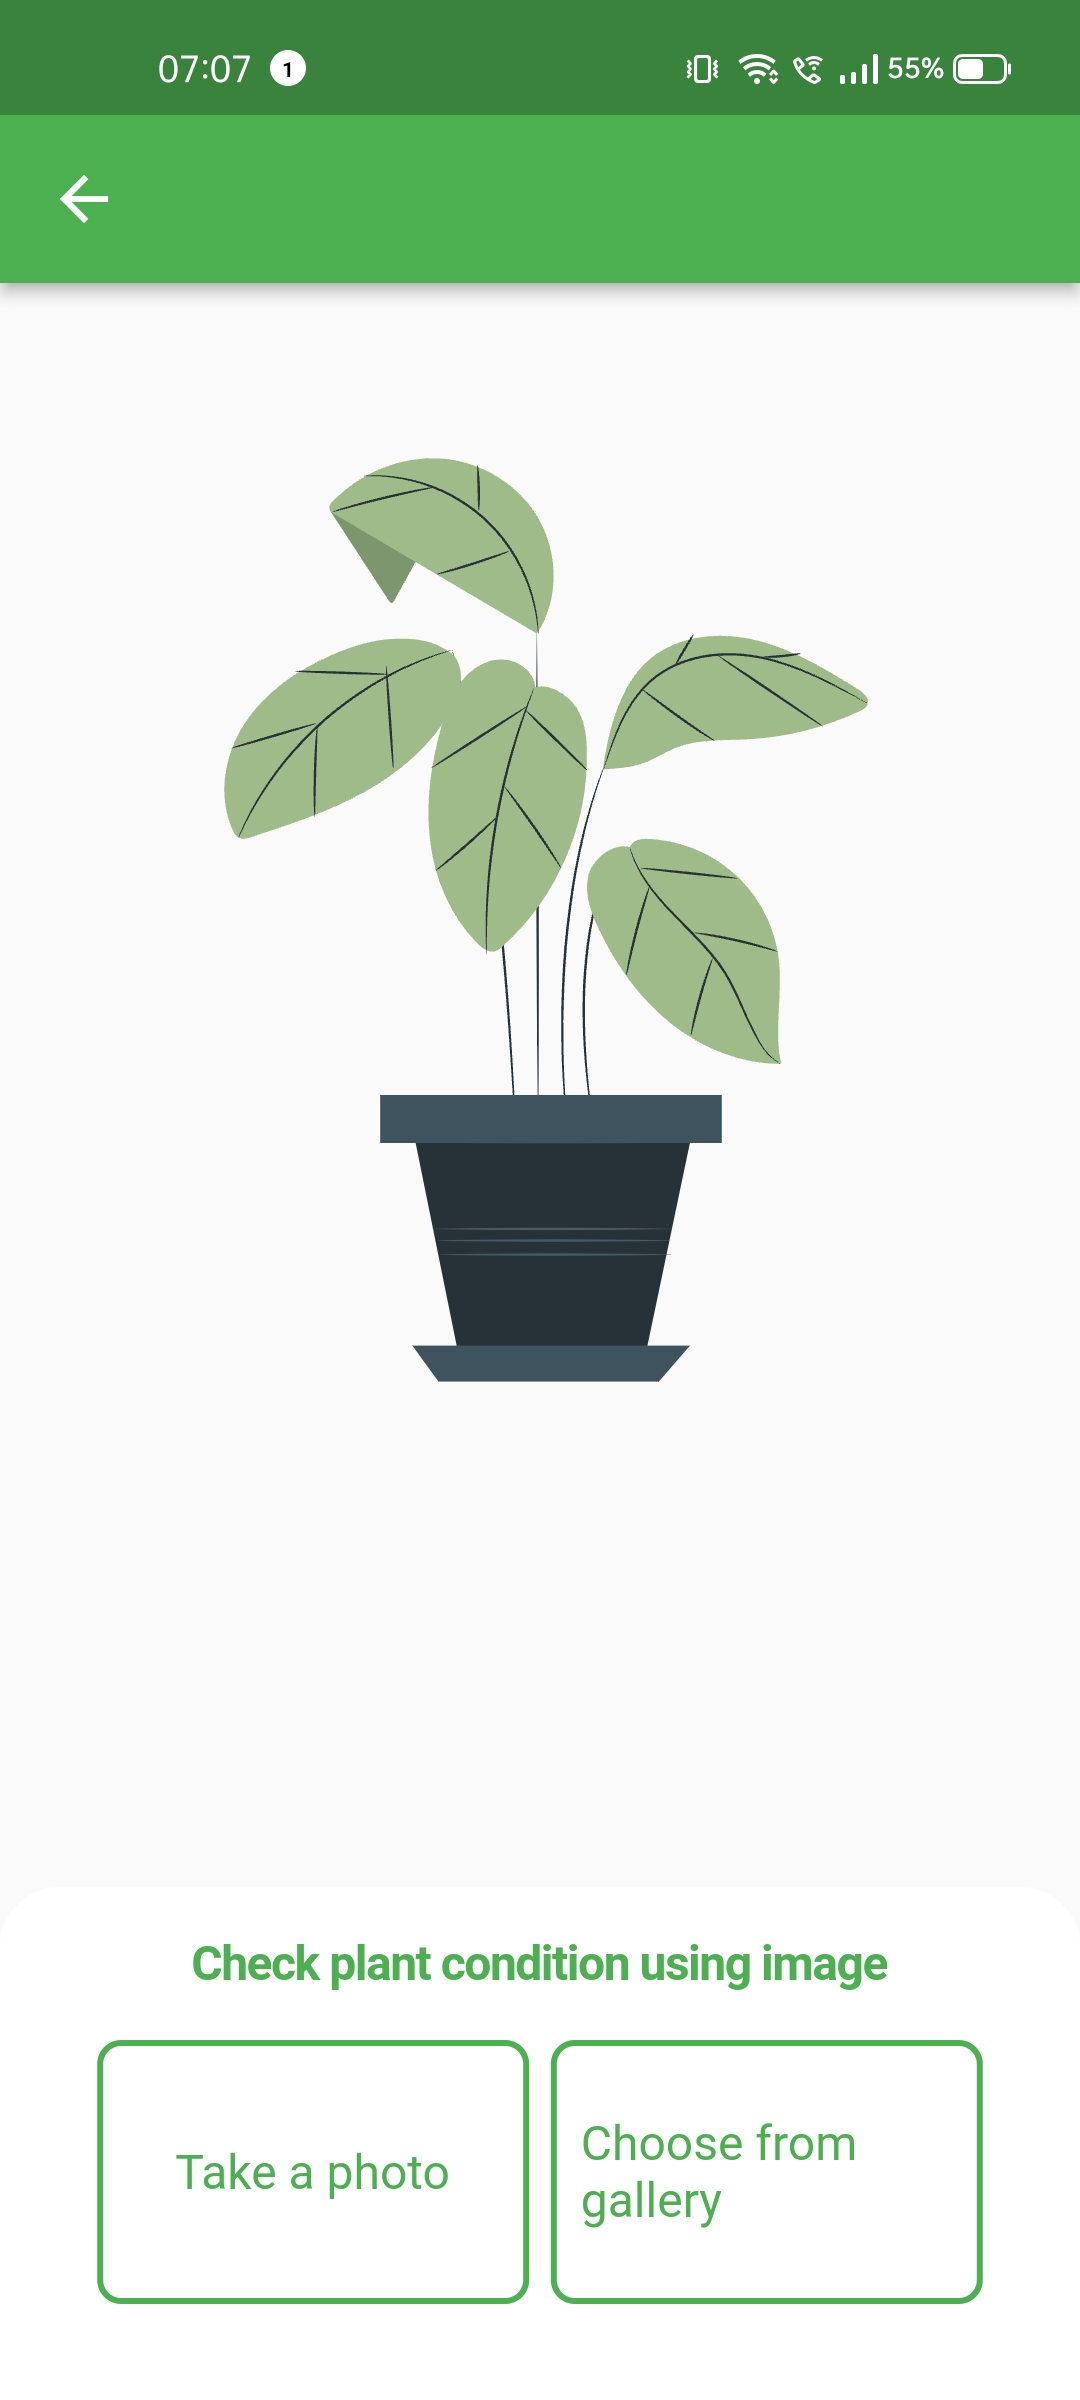 07:07 1 55%
Check plant condition using image
Take a photo
Choose from
gallery